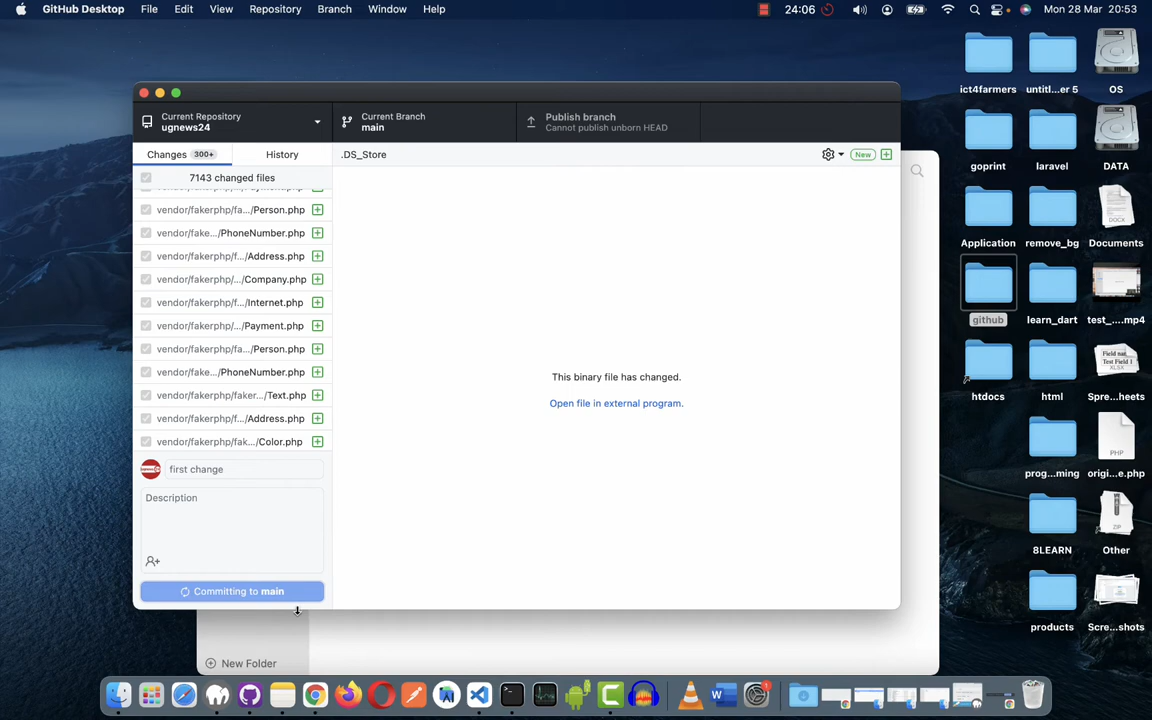 GitHub Desktop File Edit View Repository Branch Window Help 24:06 Mon 28 Mar 20:53
Current Repository
ugnews24
Current Branch
main
Publish branch
Cannot publish unborn HEAD
Changes 300+ History
.DS_Store New
7143 changed files
vendor/fakerphp/fa.../Person.php
vendor/fake.../PhoneNumber.php
vendor/fakerphp/f.../Address.php
vendor/fakerphp/.../Company.php
vendor/fakerphp/f.../Internet.php
vendor/fakerphp/.../Payment.php
vendor/fakerphp/fa.../Person.php
vendor/fake.../PhoneNumber.php
vendor/fakerphp/faker.../Text.php
vendor/fakerphp/f.../Address.php
vendor/fakerphp/fak.../Color.php
first change
Description
Committing to main
This binary file has changed.
Open file in external program.
New Folder
ict4farmers untitl...er 5 OS
goprint laravel DATA
Application remove_bg Documents
github learn_dart test_....mp4
htdocs html Spre...heets
prog...mming origi...e.php
8LEARN Other
products Scre...shots